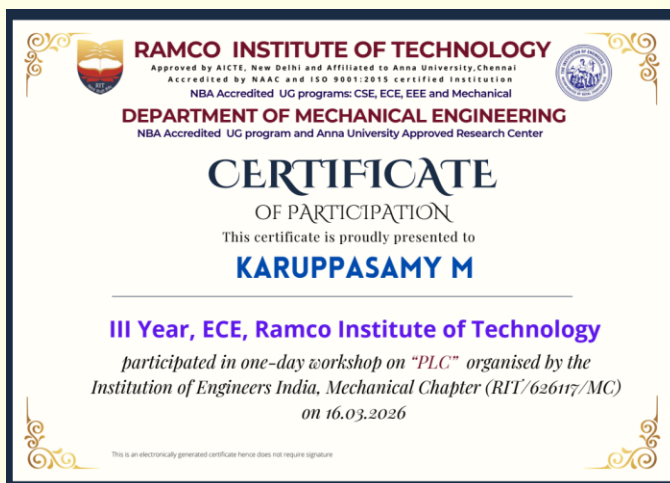 RAMCO INSTITUTE OF TECHNOLOGY
Approved by AICTE, New Delhi and Affiliated to Anna University,Chennai
Accredited by NAAC and ISO 9001:2015 certified Institution
NBA Accredited UG programs: CSE, ECE, EEE and Mechanical
RIT
DEPARTMENT OF MECHANICAL ENGINEERING
NBA Accredited UG program and Anna University Approved Research Center
CERTIFICATE
OF PARTICIPATION
This certificate is proudly presented to
KARUPPASAMY M
III Year, ECE, Ramco Institute of Technology
participated in one-day workshop on “PLC” organised by the
Institution of Engineers India, Mechanical Chapter (RIT/626117/MC)
on 16.03.2026
This is an electronically generated certificate hence does not require signature